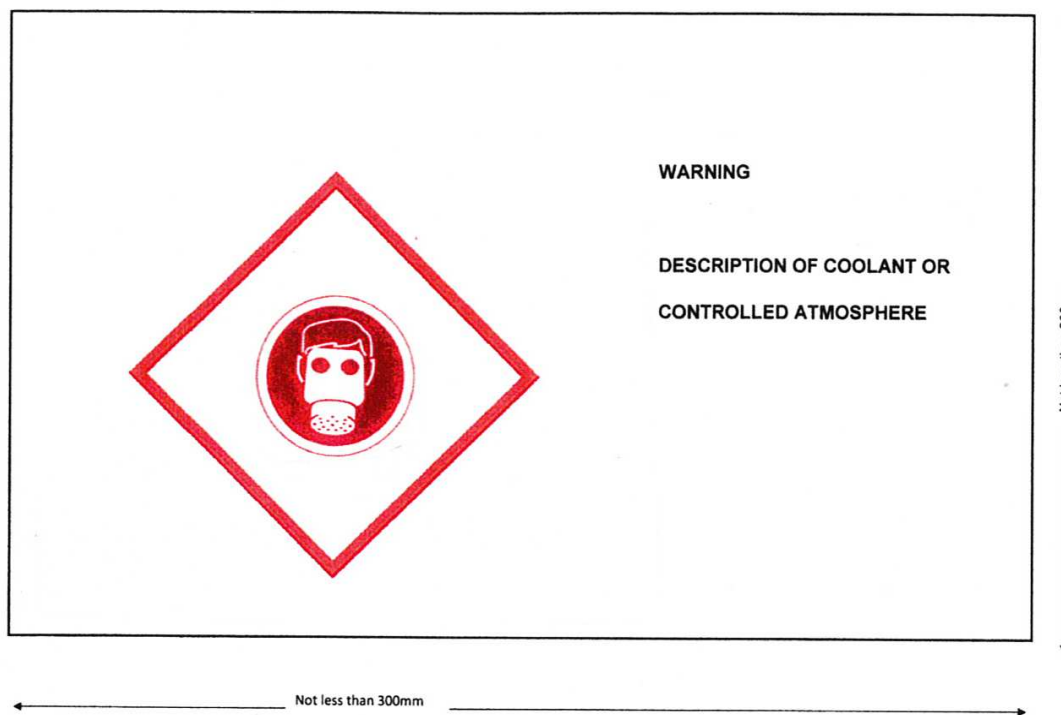 WARNING
DESCRIPTION OF COOLANT OR
CONTROLLED ATMOSPHERE
Not less than 300mm